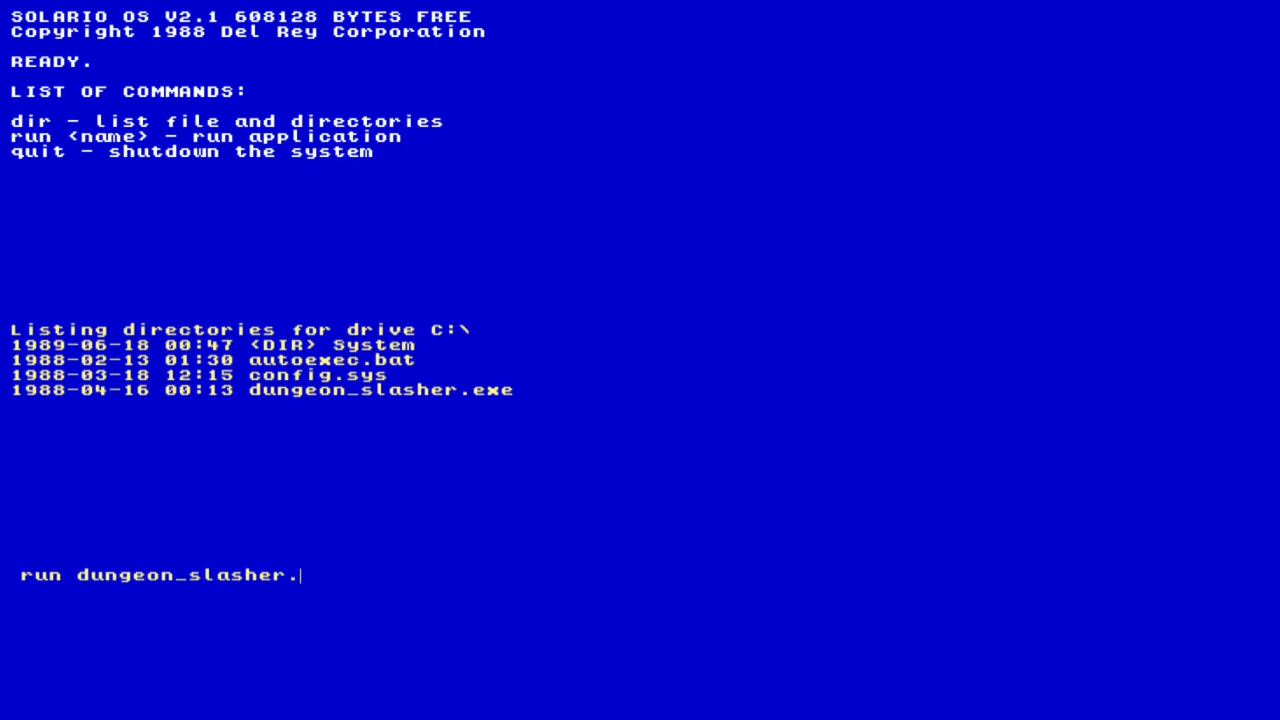 SOLARIO OS V2.1 608128 BYTES FREE
Copyright 1988 Del Rey Corporation
READY.
LIST OF COMMANDS:
dir - list file and directories
run <name> - run application
quit - shutdown the system
Listing directories for drive C:\
1989-06-18 00:47 <DIR> System
1988-02-13 01:30 autoexec.bat
1988-03-18 12:15 config.sys
1988-04-16 00:13 dungeon_slasher.exe
run dungeon_slasher.